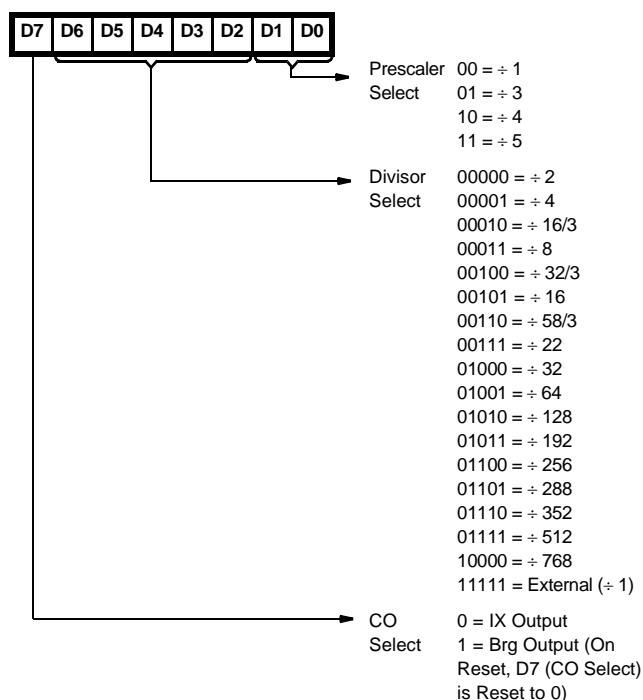 D7 D6 D5 D4 D3 D2 D1 D0
Prescaler 00 = ÷ 1
Select 01 = ÷ 3
10 = ÷ 4
11 = ÷ 5
Divisor 00000 = ÷ 2
Select 00001 = ÷ 4
00010 = ÷ 16/3
00011 = ÷ 8
00100 = ÷ 32/3
00101 = ÷ 16
00110 = ÷ 58/3
00111 = ÷ 22
01000 = ÷ 32
01001 = ÷ 64
01010 = ÷ 128
01011 = ÷ 192
01100 = ÷ 256
01101 = ÷ 288
01110 = ÷ 352
01111 = ÷ 512
10000 = ÷ 768
11111 = External (÷ 1)
CO 0 = IX Output
Select 1 = Brg Output (On
Reset, D7 (CO Select)
is Reset to 0)